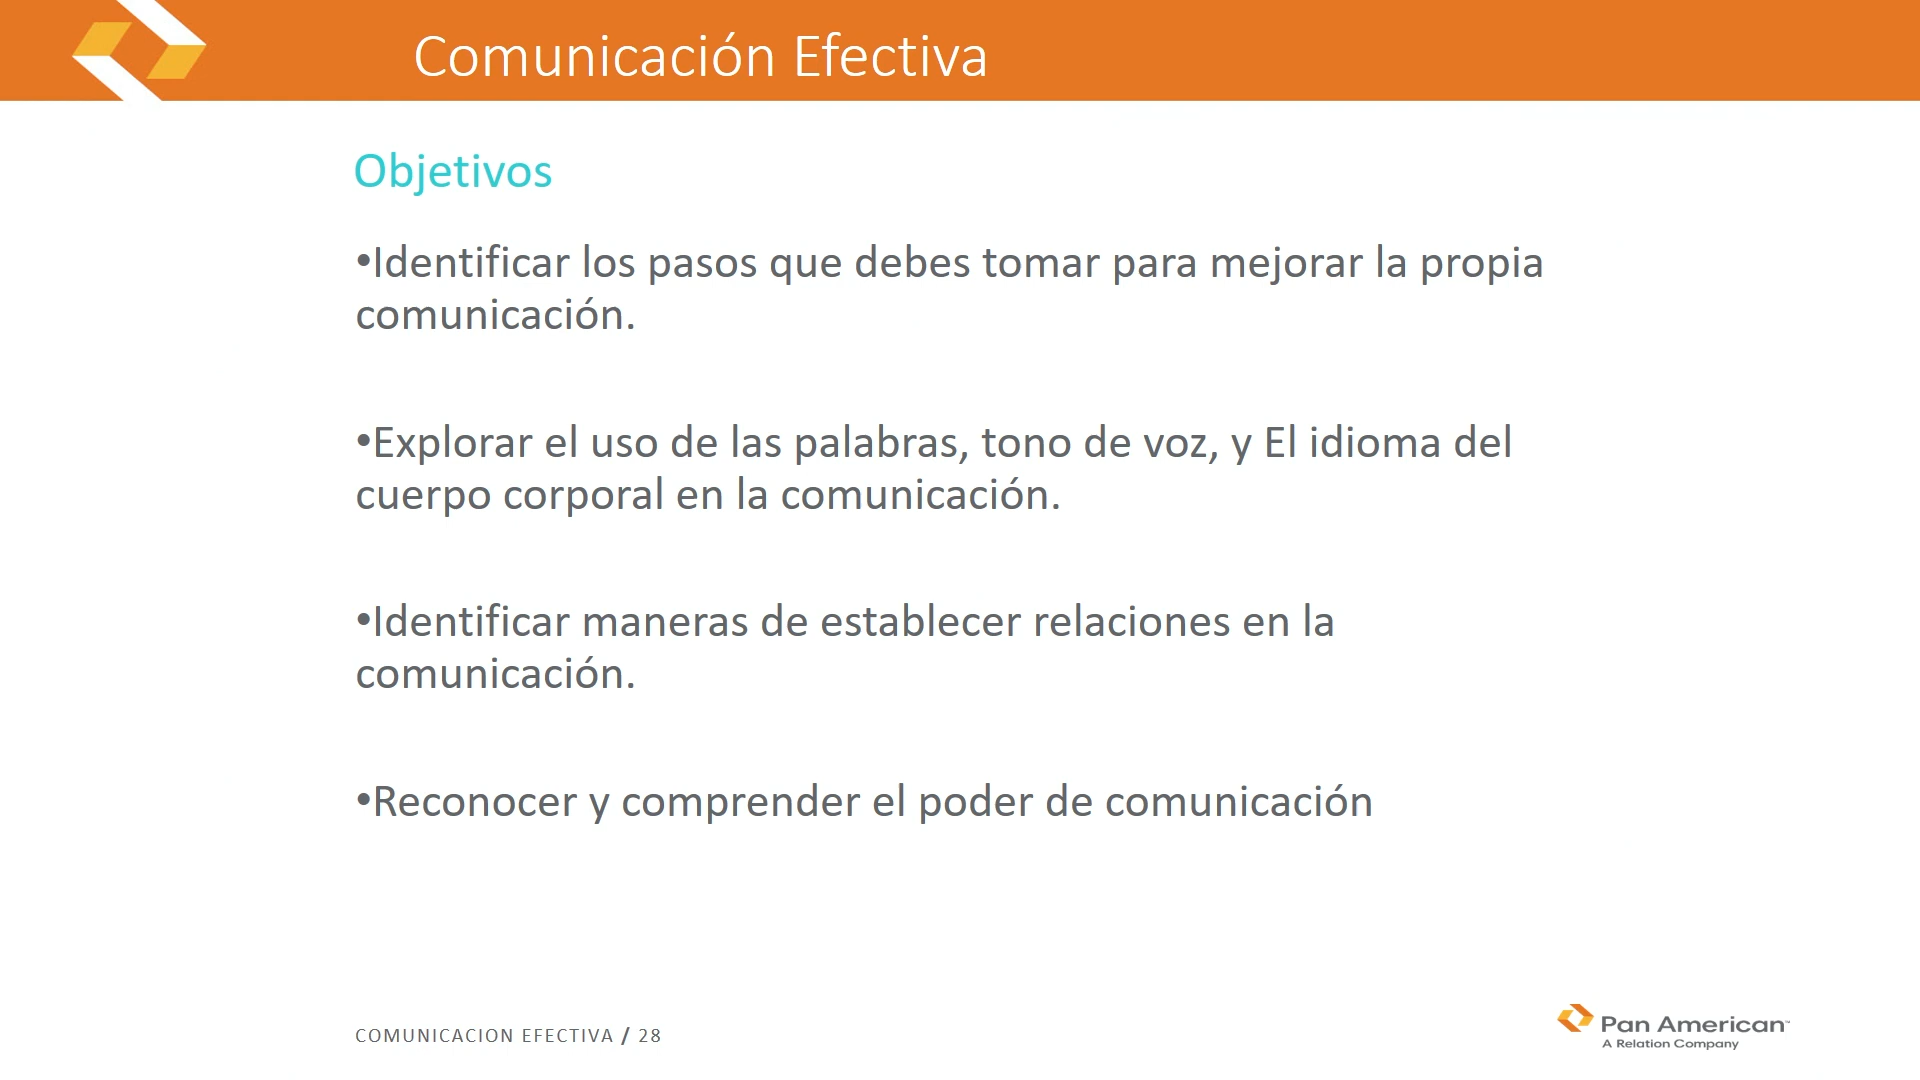 Comunicación Efectiva
Objetivos
•Identificar los pasos que debes tomar para mejorar la propia
comunicación.
•Explorar el uso de las palabras, tono de voz, y El idioma del
cuerpo corporal en la comunicación.
•Identificar maneras de establecer relaciones en la
comunicación.
•Reconocer y comprender el poder de comunicación
COMUNICACION EFECTIVA / 28
Pan American™
A Relation Company